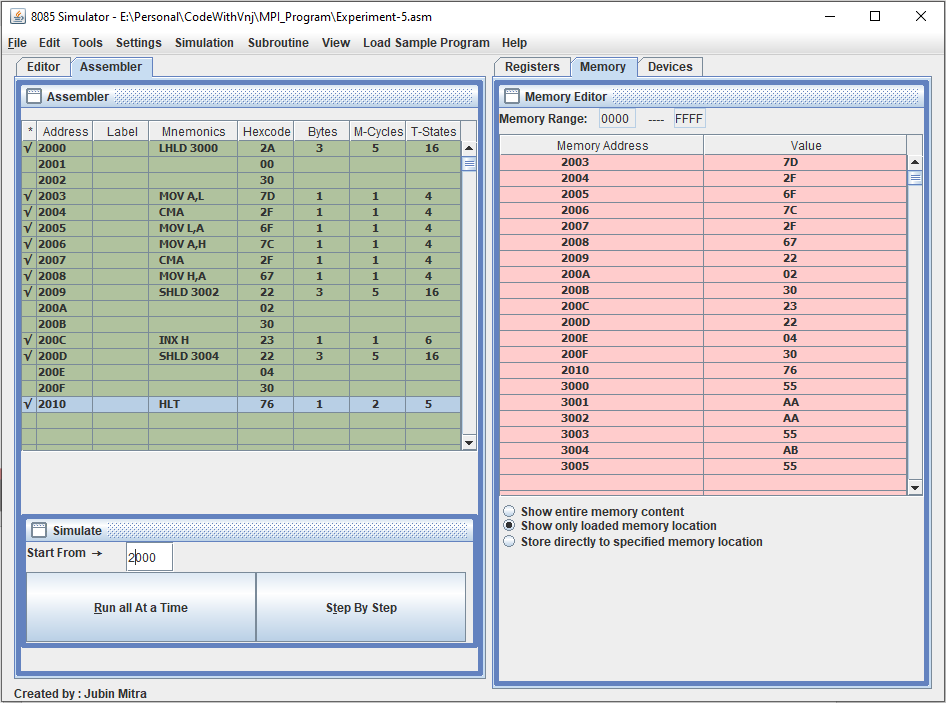 8085 Simulator - E:\Personal\CodeWithVnj\MPI_Program\Experiment-5.asm
File Edit Tools Settings Simulation Subroutine View Load Sample Program Help
Editor Assembler
Assembler
* Address Label Mnemonics Hexcode Bytes M-Cycles T-States
√ 2000 LHLD 3000 2A 3 5 16
2001 00
2002 30
√ 2003 MOV A,L 7D 1 1 4
√ 2004 CMA 2F 1 1 4
√ 2005 MOV L,A 6F 1 1 4
√ 2006 MOV A,H 7C 1 1 4
√ 2007 CMA 2F 1 1 4
√ 2008 MOV H,A 67 1 1 4
√ 2009 SHLD 3002 22 3 5 16
200A 02
200B 30
√ 200C INX H 23 1 1 6
√ 200D SHLD 3004 22 3 5 16
200E 04
200F 30
√ 2010 HLT 76 1 2 5
Simulate
Start From → 2000
Run all At a Time Step By Step
Created by : Jubin Mitra
Registers Memory Devices
Memory Editor
Memory Range: 0000 ---- FFFF
Memory Address Value
2003 7D
2004 2F
2005 6F
2006 7C
2007 2F
2008 67
2009 22
200A 02
200B 30
200C 23
200D 22
200E 04
200F 30
2010 76
3000 55
3001 AA
3002 AA
3003 55
3004 AB
3005 55
Show entire memory content
Show only loaded memory location
Store directly to specified memory location